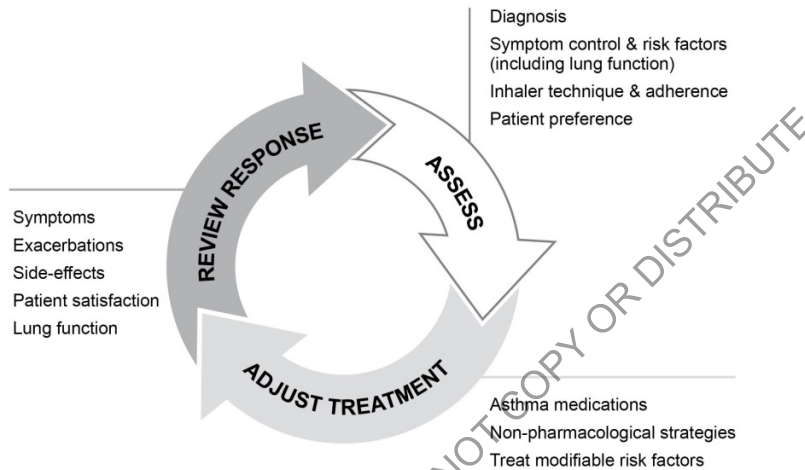 Diagnosis
Symptom control & risk factors
(including lung function)
Inhaler technique & adherence
Patient preference
REVIEW RESPONSE
ASSESS
Symptoms
Exacerbations
Side-effects
Patient satisfaction
Lung function
ADJUST TREATMENT
Asthma medications
Non-pharmacological strategies
Treat modifiable risk factors
NOT COPY OR DISTRIBUTE